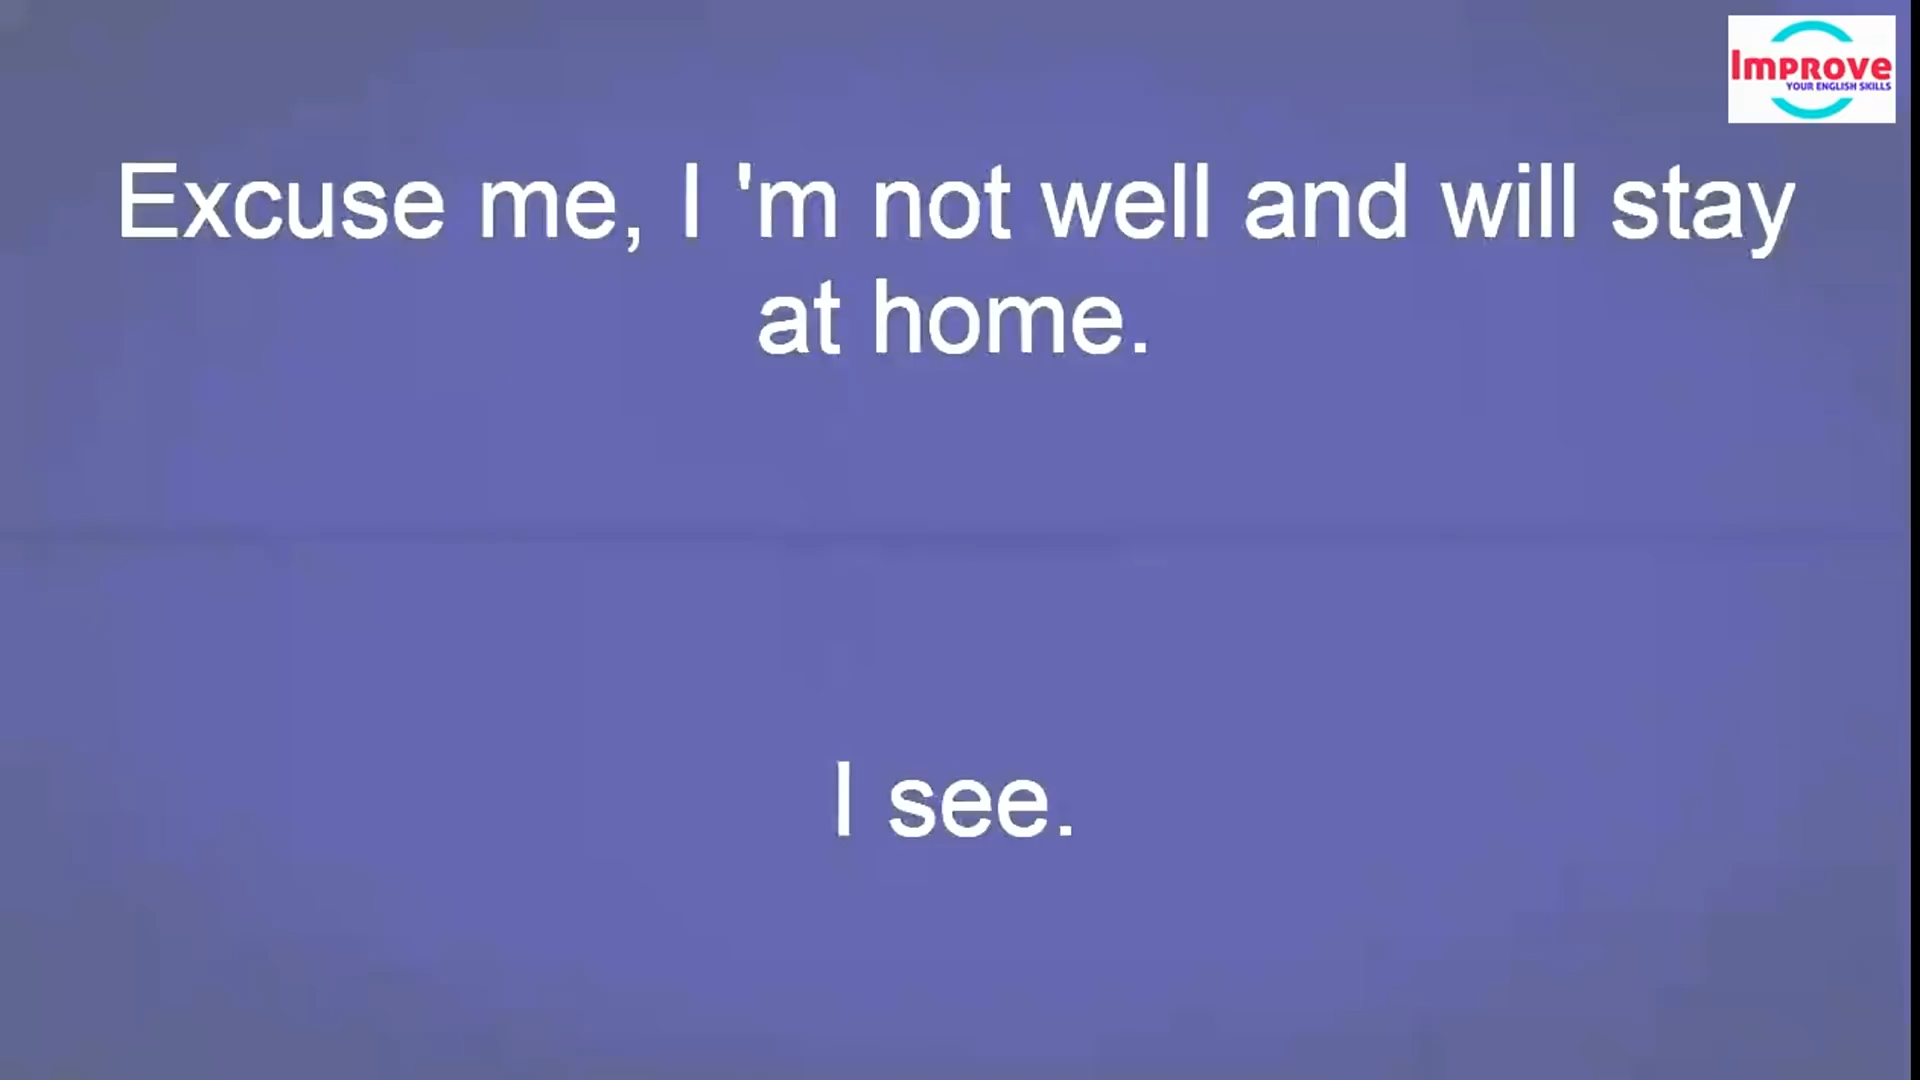 Improve
YOUR ENGLISH SKILLS
Excuse me, I 'm not well and will stay
at home.
I see.